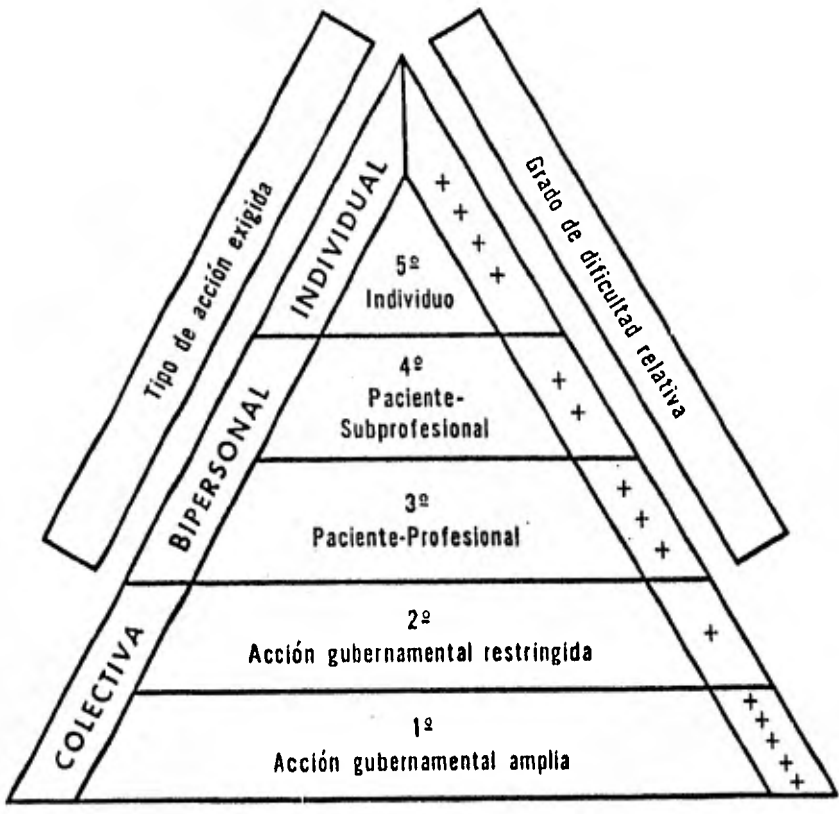 Tipo de acción exigida
Grado de dificultad relativa
INDIVIDUAL
5º
Individuo
++++
BIPERSONAL
4º
Paciente-
Subprofesional
++
3º
Paciente-Profesional
+++
COLECTIVA
2º
Acción gubernamental restringida
+
1º
Acción gubernamental amplia
+++++